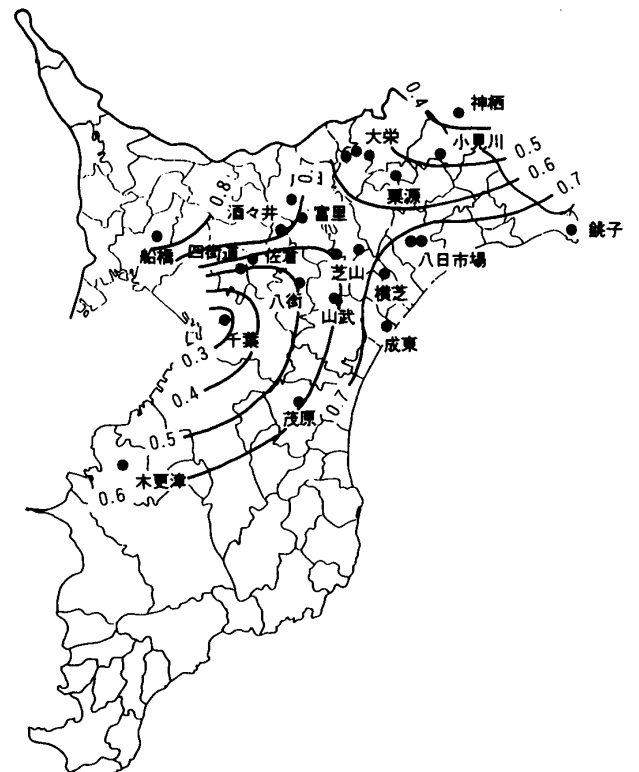 0.4
神栖
大栄
小見川
0.5
0.6
栗源
0.7
0.8
酒々井
富里
銚子
船橋
四街道
佐倉
芝山
八日市場
八街
横芝
山武
千葉
成東
0.3
0.4
0.7
茂原
0.5
木更津
0.6